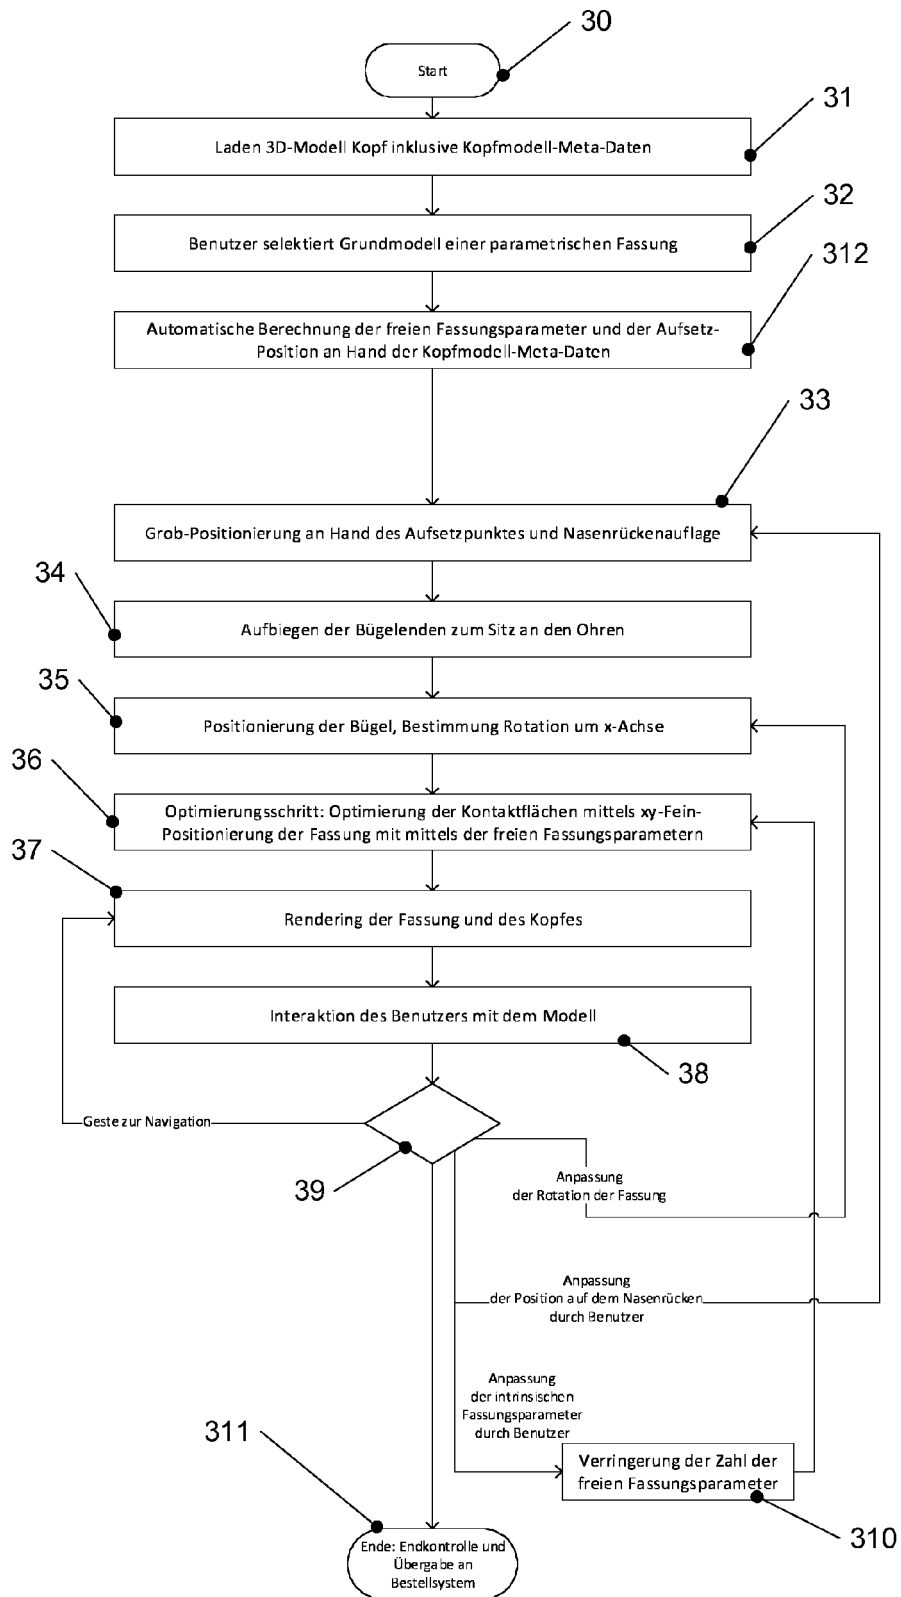 30
Start
31
Laden 3D-Modell Kopf inklusive Kopfmodell-Meta-Daten
32
Benutzer selektiert Grundmodell einer parametrischen Fassung
312
Automatische Berechnung der freien Fassungsparameter und der Aufsetz-
Position an Hand der Kopfmodell-Meta-Daten
33
Grob-Positionierung an Hand des Aufsetzpunktes und Nasenrückenauflage
34
Aufbiegen der Bügelenden zum Sitz an den Ohren
35
Positionierung der Bügel, Bestimmung Rotation um x-Achse
36
Optimierungsschritt: Optimierung der Kontaktflächen mittels xy-Fein-
Positionierung der Fassung mit mittels der freien Fassungsparametern
37
Rendering der Fassung und des Kopfes
Interaktion des Benutzers mit dem Modell
38
Geste zur Navigation
39
Anpassung
der Rotation der Fassung
Anpassung
der Position auf dem Nasenrücken
durch Benutzer
Anpassung
der intrinsischen
Fassungsparameter
durch Benutzer
Verringerung der Zahl der
freien Fassungsparameter
310
311
Ende: Endkontrolle und
Übergabe an
Bestellsystem